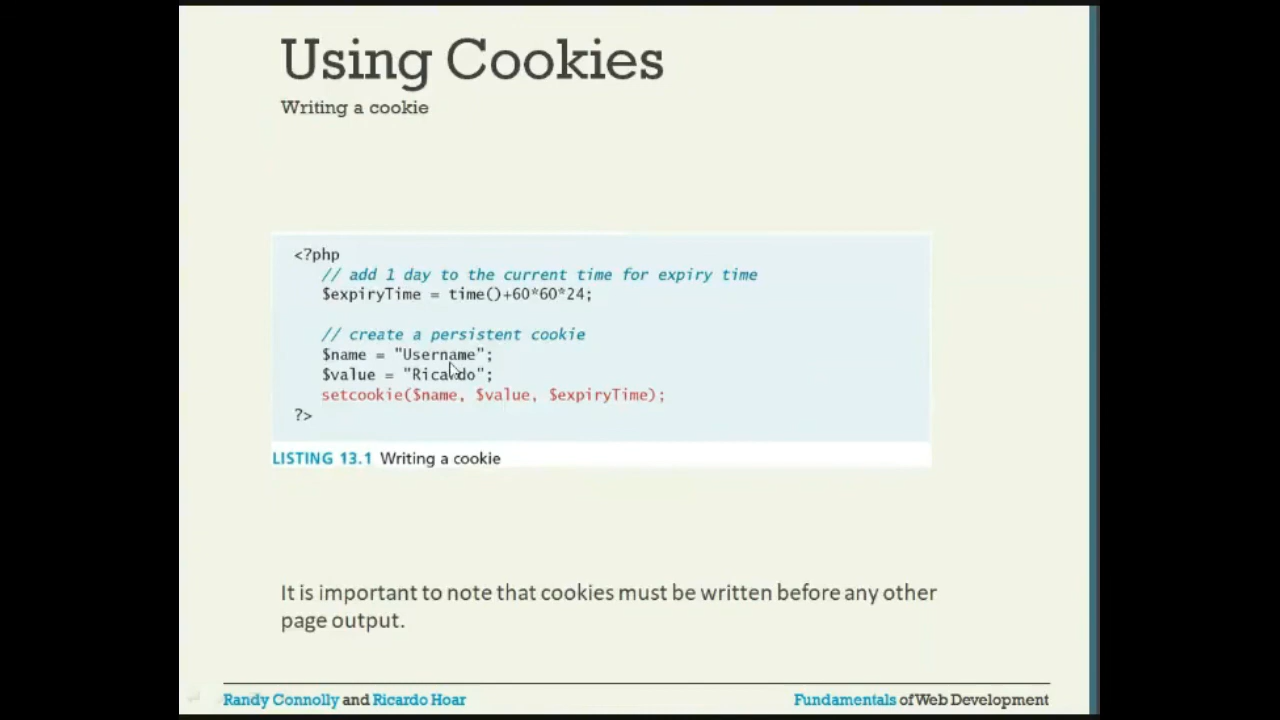 Using Cookies
Writing a cookie
<?php
// add 1 day to the current time for expiry time
$expiryTime = time()+60*60*24;
// create a persistent cookie
$name = "Username";
$value = "Ricardo";
setcookie($name, $value, $expiryTime);
?>
LISTING 13.1 Writing a cookie
It is important to note that cookies must be written before any other
page output.
Randy Connolly and Ricardo Hoar
Fundamentals of Web Development